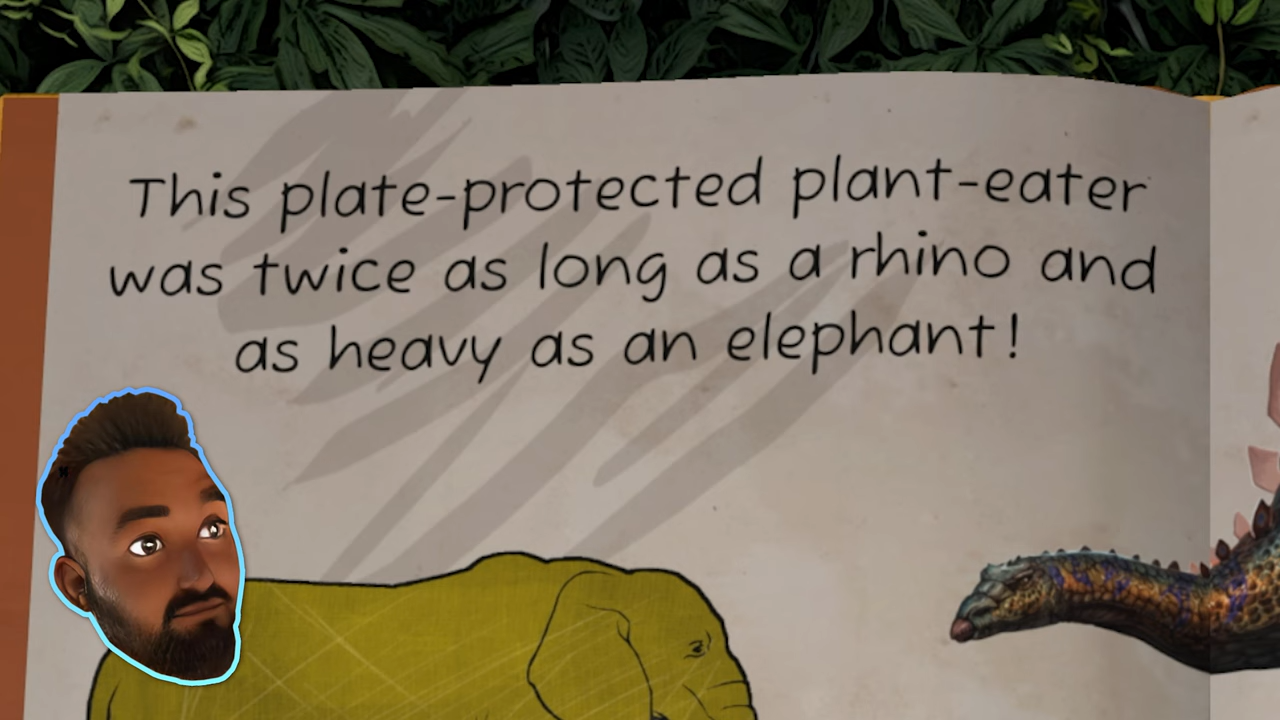 This plate-protected plant-eater
was twice as long as a rhino and
as heavy as an elephant!